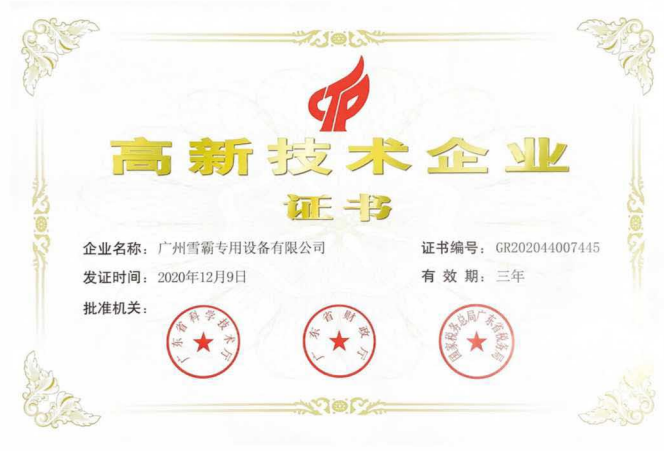 高新技术企业
证书
企业名称：广州雪霸专用设备有限公司
证书编号：GR202044007445
发证时间：2020年12月9日
有效期：三年
批准机关：
广东省科学技术厅
广东省财政厅
国家税务总局广东省税务局